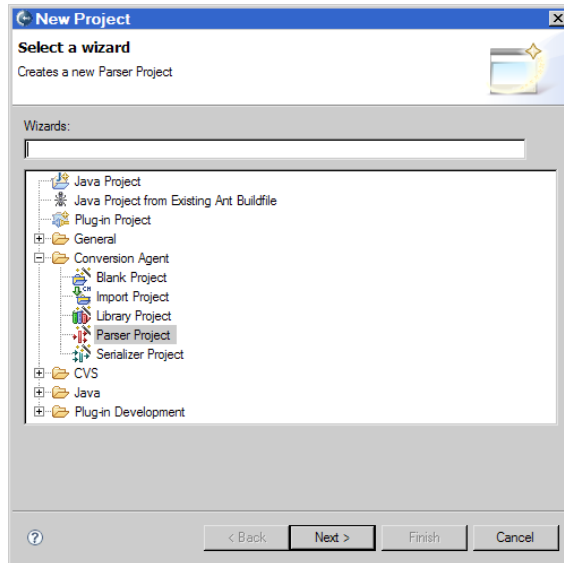 New Project
Select a wizard
Creates a new Parser Project
Wizards:
Java Project
Java Project from Existing Ant Buildfile
Plug-in Project
General
Conversion Agent
Blank Project
Import Project
Library Project
Parser Project
Serializer Project
CVS
Java
Plug-in Development
< Back Next > Finish Cancel